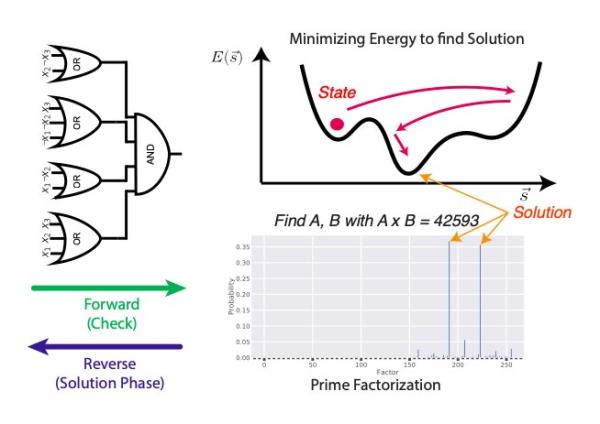 Minimizing Energy to find Solution
E(s⃗)
State
x₂ ¬x₃
OR
¬x₁ ¬x₂ x₃
OR
AND
x₁ ¬x₂
OR
x₁ x₂ x₃
OR
s⃗
Solution
Find A, B with A x B = 42593
Forward
(Check)
Reverse
(Solution Phase)
Probability
0.35
0.30
0.25
0.20
0.15
0.10
0.05
0.00
0 50 100 150 200 250
Factor
Prime Factorization